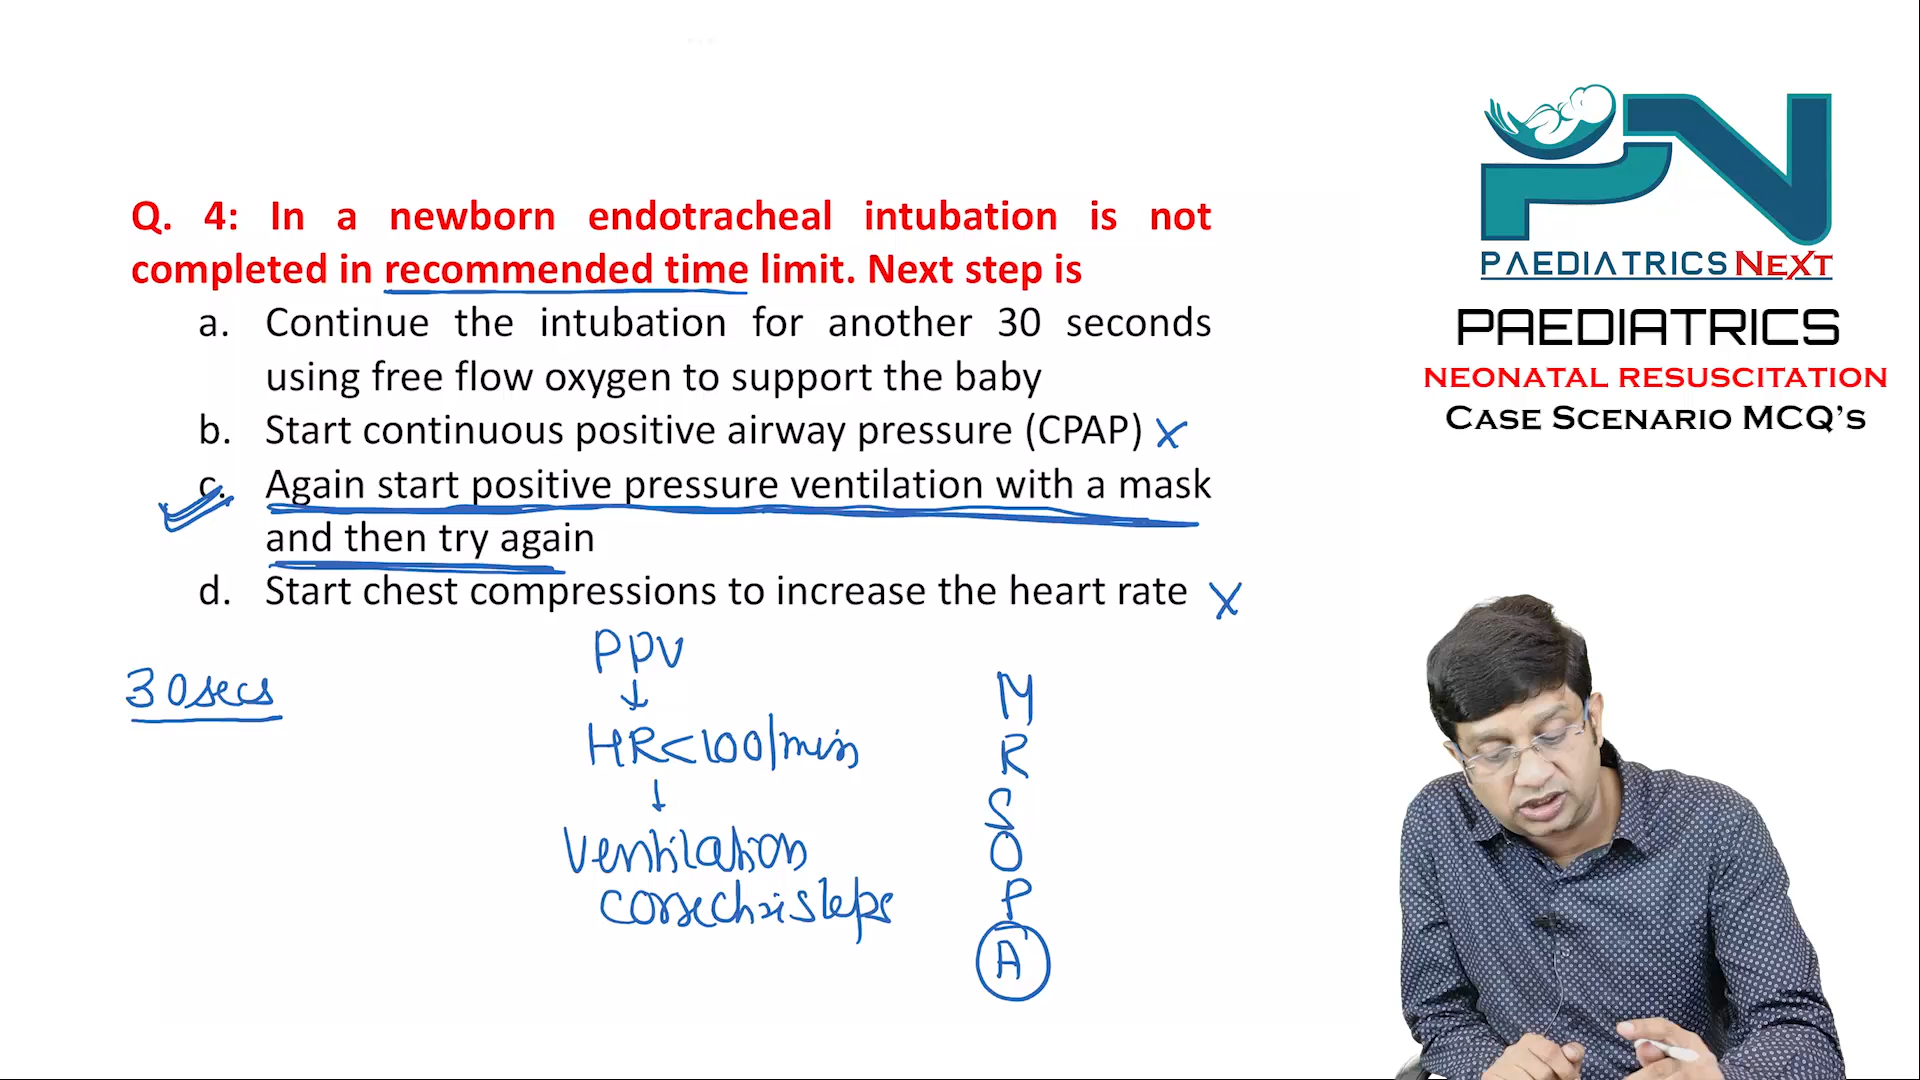 Q. 4: In a newborn endotracheal intubation is not
completed in recommended time limit. Next step is
a. Continue the intubation for another 30 seconds
using free flow oxygen to support the baby
b. Start continuous positive airway pressure (CPAP) X
c. Again start positive pressure ventilation with a mask
and then try again
d. Start chest compressions to increase the heart rate X
30secs
PPV
↓
HR<100/min
↓
Ventilation
corrective steps
M
R
S
O
P
A
PN
PAEDIATRICS NEXT
PAEDIATRICS
NEONATAL RESUSCITATION
CASE SCENARIO MCQ'S